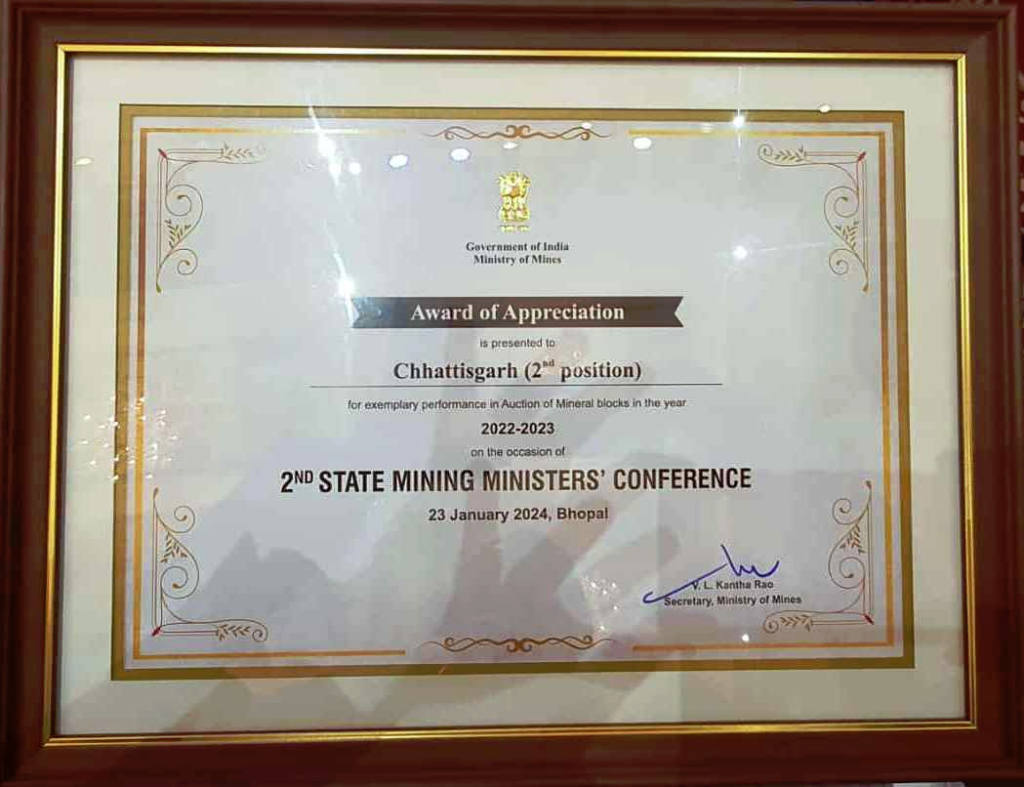 Government of India
Ministry of Mines
Award of Appreciation
is presented to
Chhattisgarh (2nd position)
for exemplary performance in Auction of Mineral blocks in the year
2022-2023
on the occasion of
2ND STATE MINING MINISTERS' CONFERENCE
23 January 2024, Bhopal
V. L. Kantha Rao
Secretary, Ministry of Mines